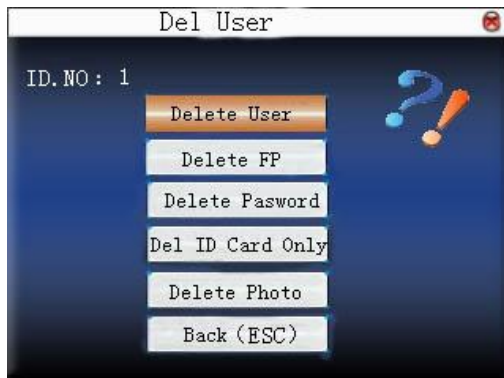 Del User
ID.NO: 1
Delete User
Delete FP
Delete Pasword
Del ID Card Only
Delete Photo
Back (ESC)